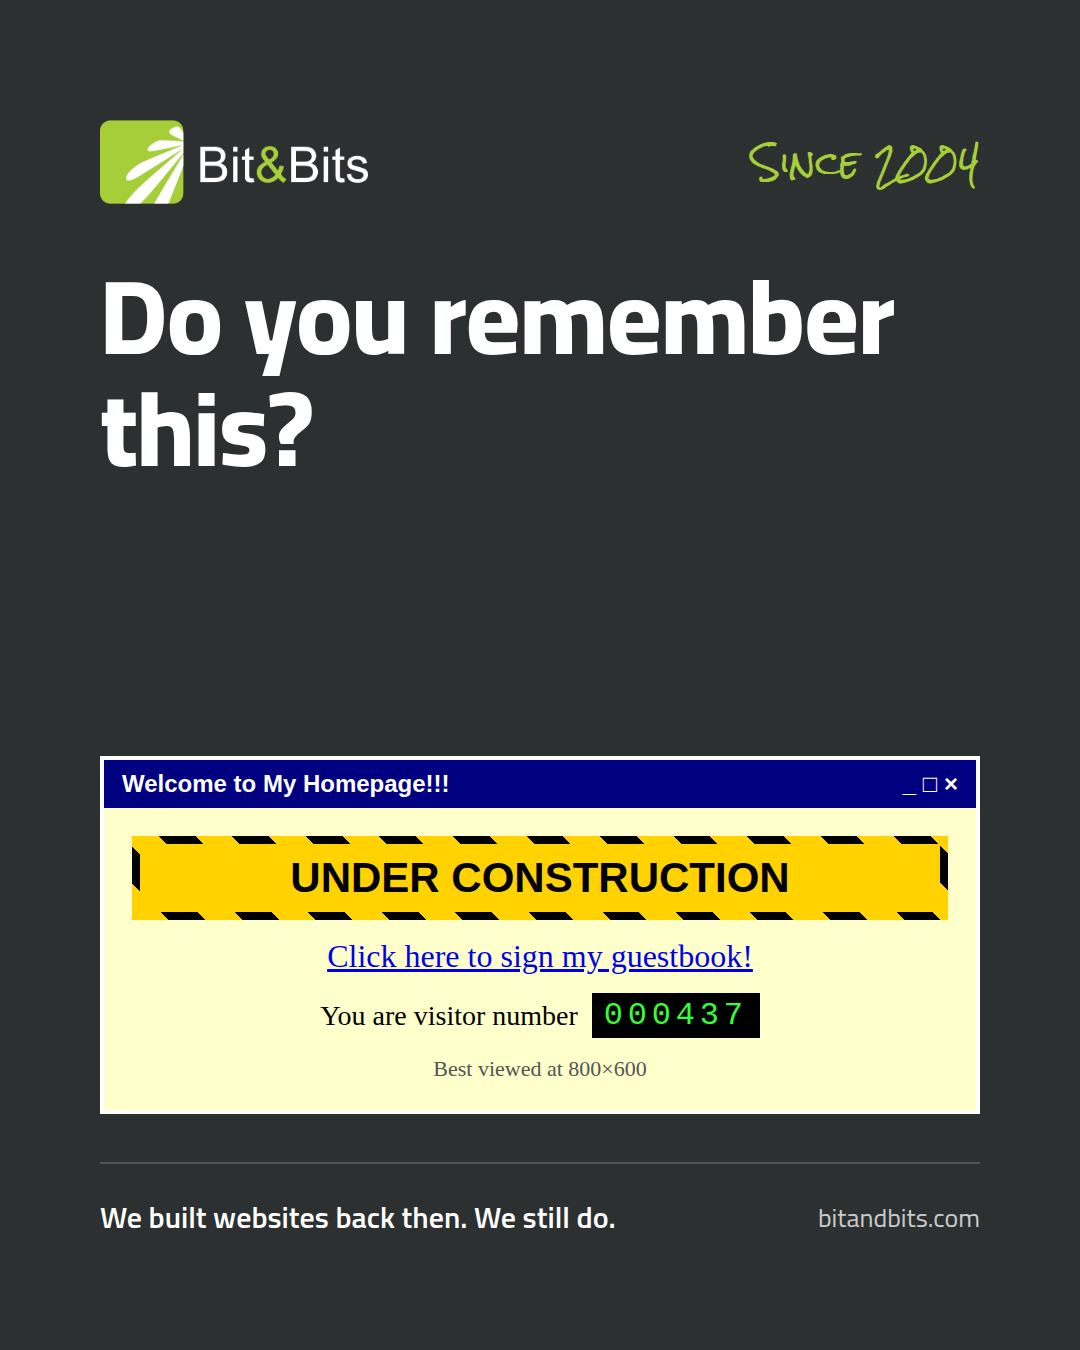 Bit&Bits
Since 2004
Do you remember
this?
Welcome to My Homepage!!!
_ □ ×
UNDER CONSTRUCTION
Click here to sign my guestbook!
You are visitor number 000437
Best viewed at 800×600
We built websites back then. We still do.
bitandbits.com